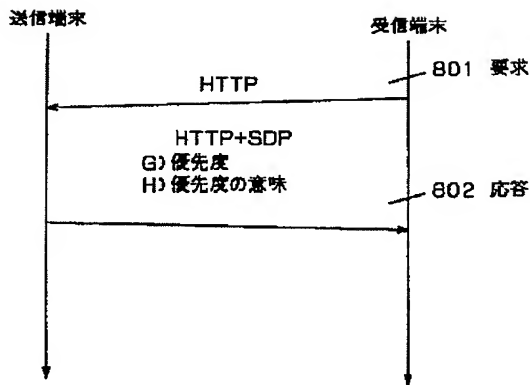 送信端末
受信端末
801 要求
HTTP
HTTP+SDP
G)優先度
H)優先度の意味
802 応答